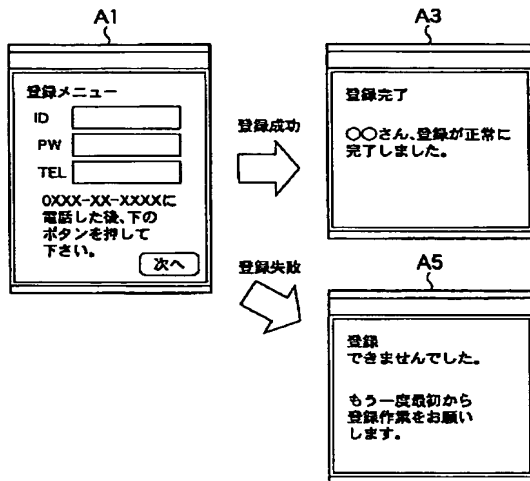 A1
登録メニュー
ID
PW
TEL
0XXX-XX-XXXXに
電話した後、下の
ボタンを押して
下さい。
次へ
登録成功
登録失敗
A3
登録完了
○○さん、登録が正常に
完了しました。
A5
登録
できませんでした。
もう一度最初から
登録作業をお願い
します。